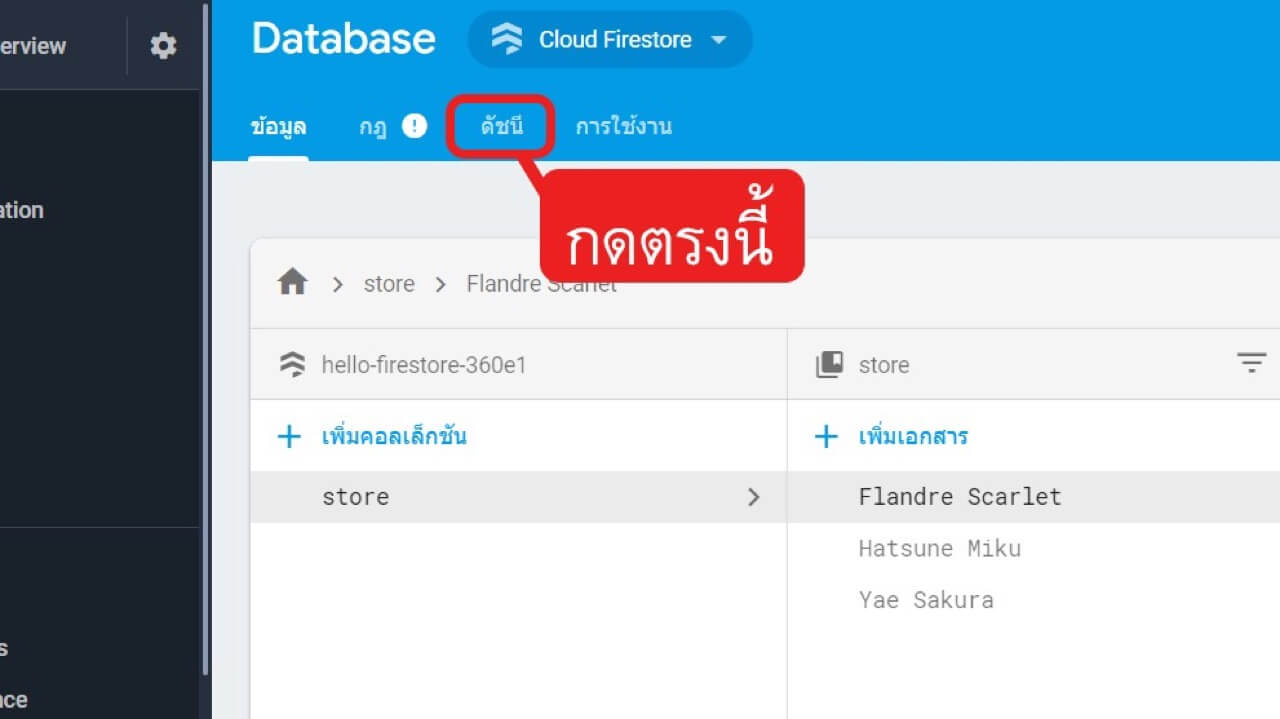 erview
Database
Cloud Firestore
ข้อมูล
กฎ
ดัชนี
การใช้งาน
กดตรงนี้
ation
store
Flandre Scarlet
hello-firestore-360e1
store
เพิ่มคอลเล็กชัน
เพิ่มเอกสาร
store
Flandre Scarlet
Hatsune Miku
Yae Sakura
s
nce